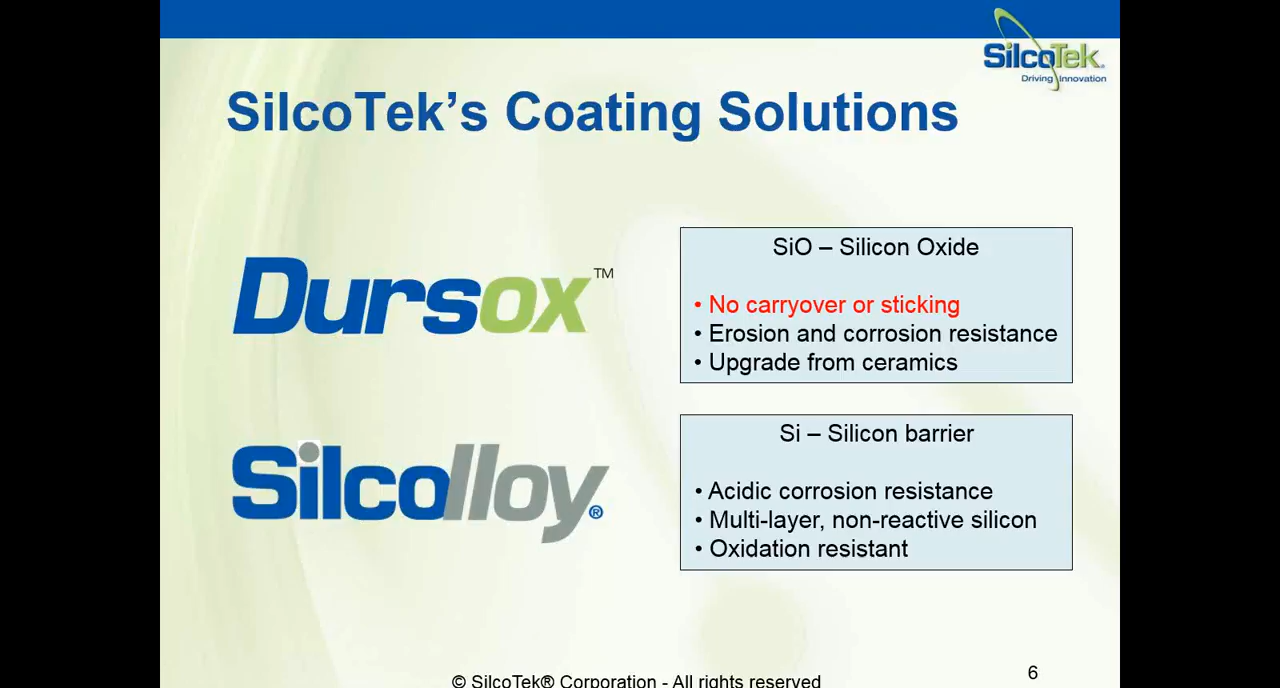 SilcoTek®
Driving Innovation
SilcoTek’s Coating Solutions
Dursox™
SiO – Silicon Oxide
• No carryover or sticking
• Erosion and corrosion resistance
• Upgrade from ceramics
Silcolloy®
Si – Silicon barrier
• Acidic corrosion resistance
• Multi-layer, non-reactive silicon
• Oxidation resistant
© SilcoTek® Corporation - All rights reserved
6